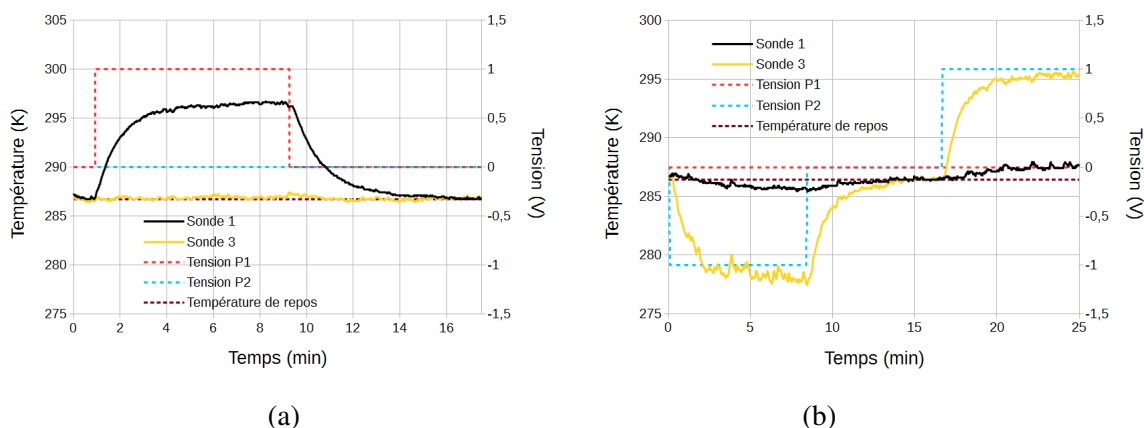 305
300
295
290
285
280
275
Température (K)
1,5
1
0,5
0
-0,5
-1
-1,5
Tension (V)
Sonde 1
Sonde 3
Tension P1
Tension P2
Température de repos
0 2 4 6 8 10 12 14 16
Temps (min)
(a)
300
295
290
285
280
275
Température (K)
1,5
1
0,5
0
-0,5
-1
-1,5
Tension (V)
Sonde 1
Sonde 3
Tension P1
Tension P2
Température de repos
0 5 10 15 20 25
Temps (min)
(b)